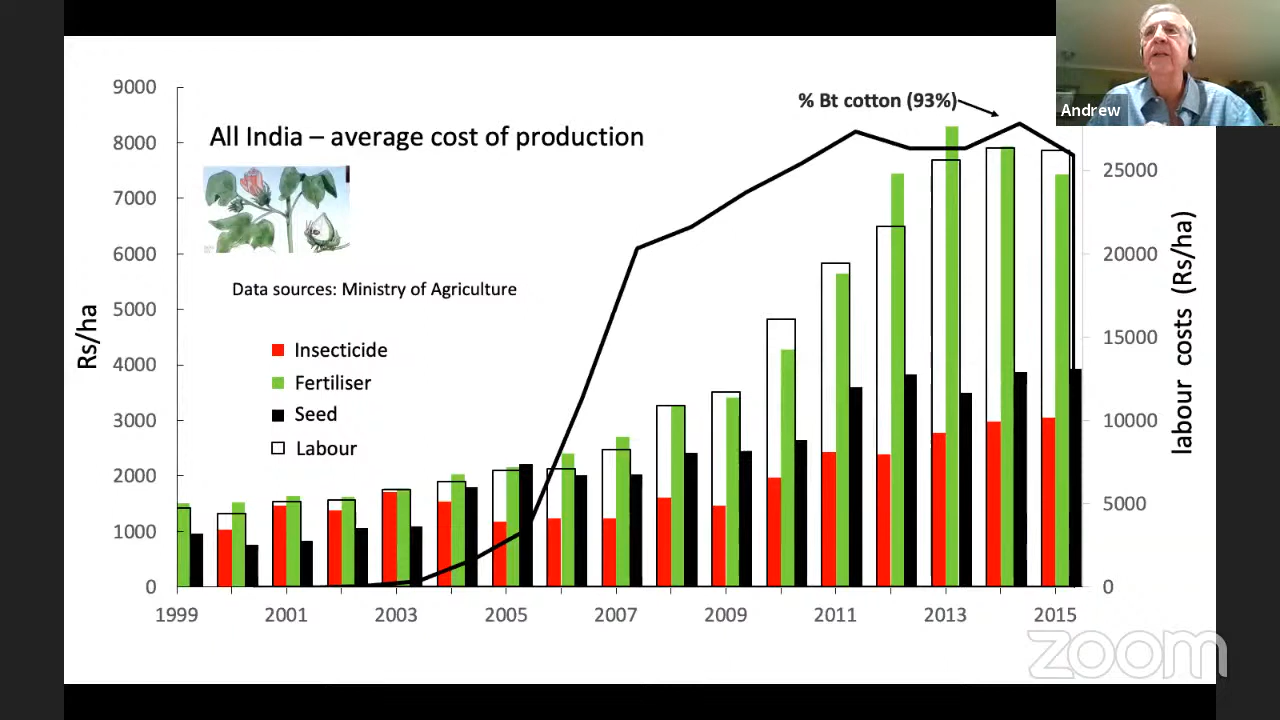 % Bt cotton (93%)
Andrew
All India – average cost of production
Data sources: Ministry of Agriculture
Rs/ha
9000
8000
7000
6000
5000
4000
3000
2000
1000
0
Insecticide
Fertiliser
Seed
Labour
25000
20000
15000
10000
5000
0
labour costs (Rs/ha)
1999 2001 2003 2005 2007 2009 2011 2013 2015
zoom